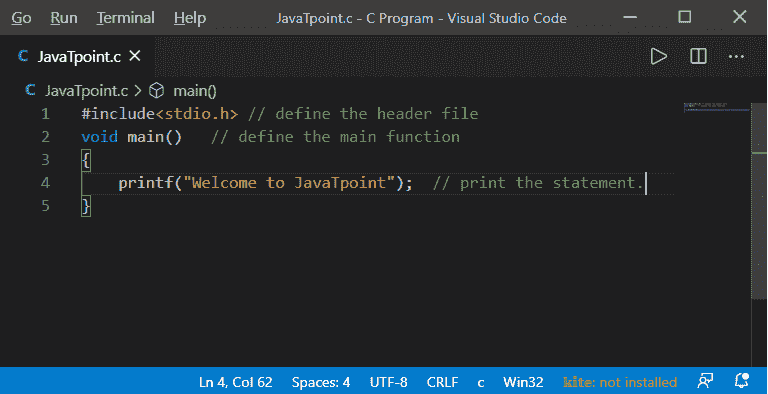 Go Run Terminal Help JavaTpoint.c - C Program - Visual Studio Code
C JavaTpoint.c
C JavaTpoint.c > main()
1 #include<stdio.h> // define the header file
2 void main()   // define the main function
3 {
4     printf("Welcome to JavaTpoint");  // print the statement.
5 }
Ln 4, Col 62 Spaces: 4 UTF-8 CRLF c Win32 kite: not installed